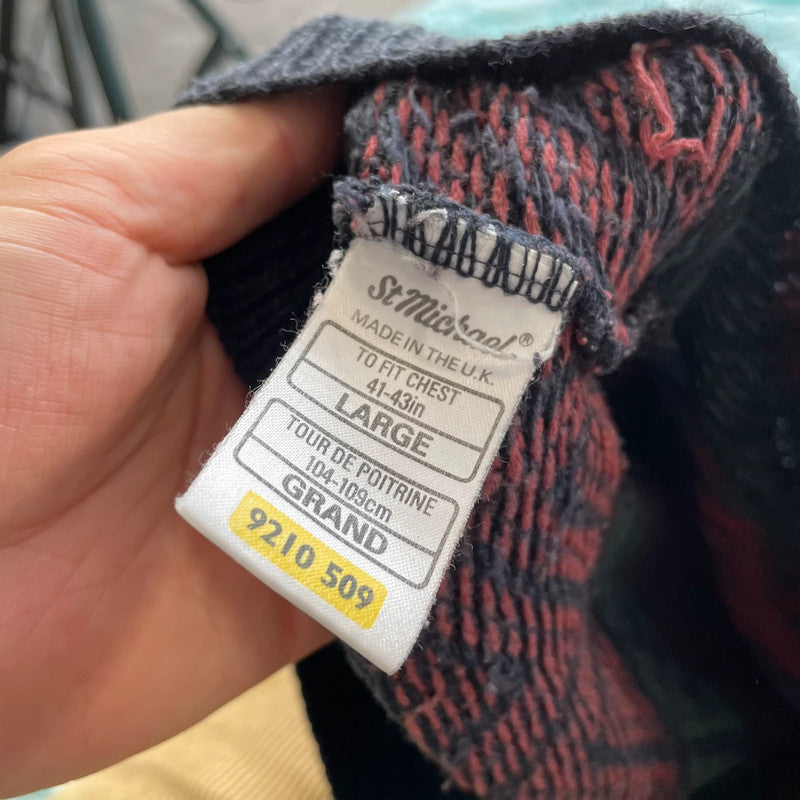 St Michael®
MADE IN THE U.K.
TO FIT CHEST
41-43in
LARGE
TOUR DE POITRINE
104-109cm
GRAND
9210 509